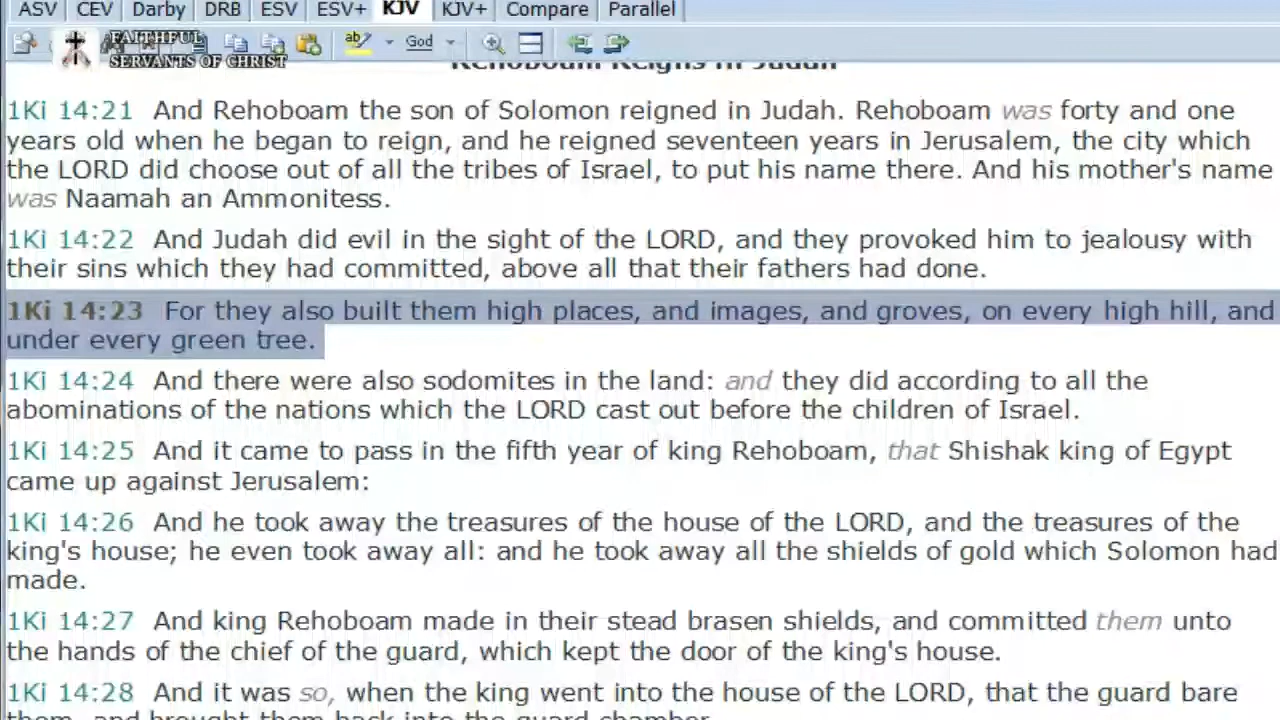 ASV CEV Darby DRB ESV ESV+ KJV KJV+ Compare Parallel
FAITHFUL God
SERVANTS OF CHRIST
Rehoboam Reigns in Judah
1Ki 14:21 And Rehoboam the son of Solomon reigned in Judah. Rehoboam was forty and one
years old when he began to reign, and he reigned seventeen years in Jerusalem, the city which
the LORD did choose out of all the tribes of Israel, to put his name there. And his mother's name
was Naamah an Ammonitess.
1Ki 14:22 And Judah did evil in the sight of the LORD, and they provoked him to jealousy with
their sins which they had committed, above all that their fathers had done.
1Ki 14:23 For they also built them high places, and images, and groves, on every high hill, and
under every green tree.
1Ki 14:24 And there were also sodomites in the land: and they did according to all the
abominations of the nations which the LORD cast out before the children of Israel.
1Ki 14:25 And it came to pass in the fifth year of king Rehoboam, that Shishak king of Egypt
came up against Jerusalem:
1Ki 14:26 And he took away the treasures of the house of the LORD, and the treasures of the
king's house; he even took away all: and he took away all the shields of gold which Solomon had
made.
1Ki 14:27 And king Rehoboam made in their stead brasen shields, and committed them unto
the hands of the chief of the guard, which kept the door of the king's house.
1Ki 14:28 And it was so, when the king went into the house of the LORD, that the guard bare
them, and brought them back into the guard chamber.